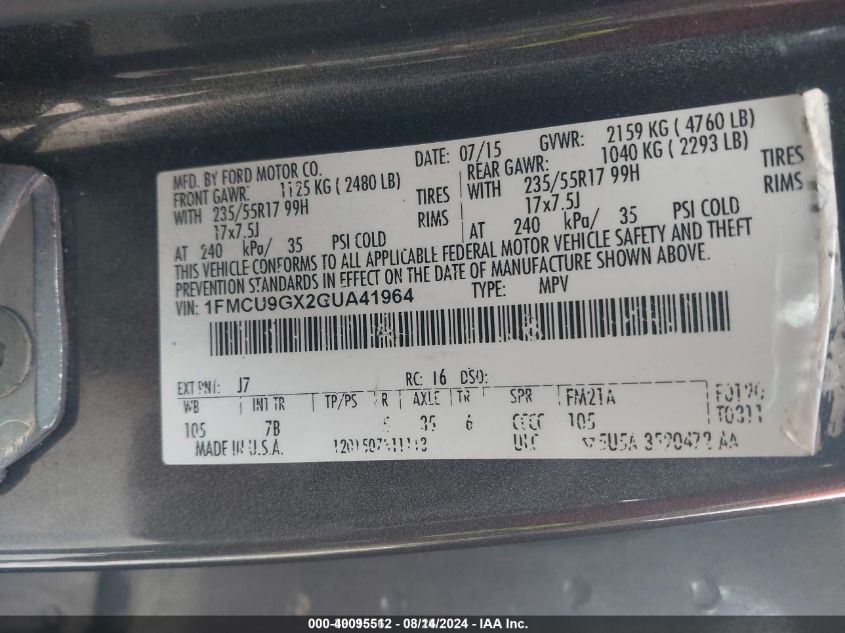 MFD. BY FORD MOTOR CO. DATE: 07/15 GVWR: 2159 KG ( 4760 LB)
FRONT GAWR: 1125 KG ( 2480 LB) REAR GAWR: 1040 KG ( 2293 LB)
WITH 235/55R17 99H TIRES WITH 235/55R17 99H TIRES
17x7.5J RIMS 17x7.5J RIMS
AT 240 kPa/ 35 PSI COLD AT 240 kPa/ 35 PSI COLD
THIS VEHICLE CONFORMS TO ALL APPLICABLE FEDERAL MOTOR VEHICLE SAFETY AND THEFT
PREVENTION STANDARDS IN EFFECT ON THE DATE OF MANUFACTURE SHOWN ABOVE.
VIN: 1FMCU9GX2GUA41964 TYPE: MPV
EXT PNT: J7 RC: 16 DSO:
WB INT TR TP/PS R AXLE TR SPR FM21A
105 7B 35 6 105 T0311
MADE IN U.S.A.
IAA Inc.